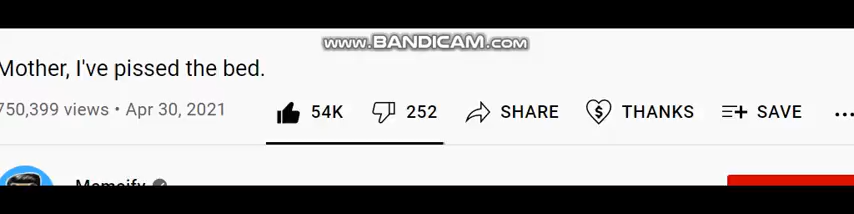 www.BANDICAM.com
Mother, I've pissed the bed.
750,399 views • Apr 30, 2021 54K 252 SHARE THANKS SAVE ...
Memeify